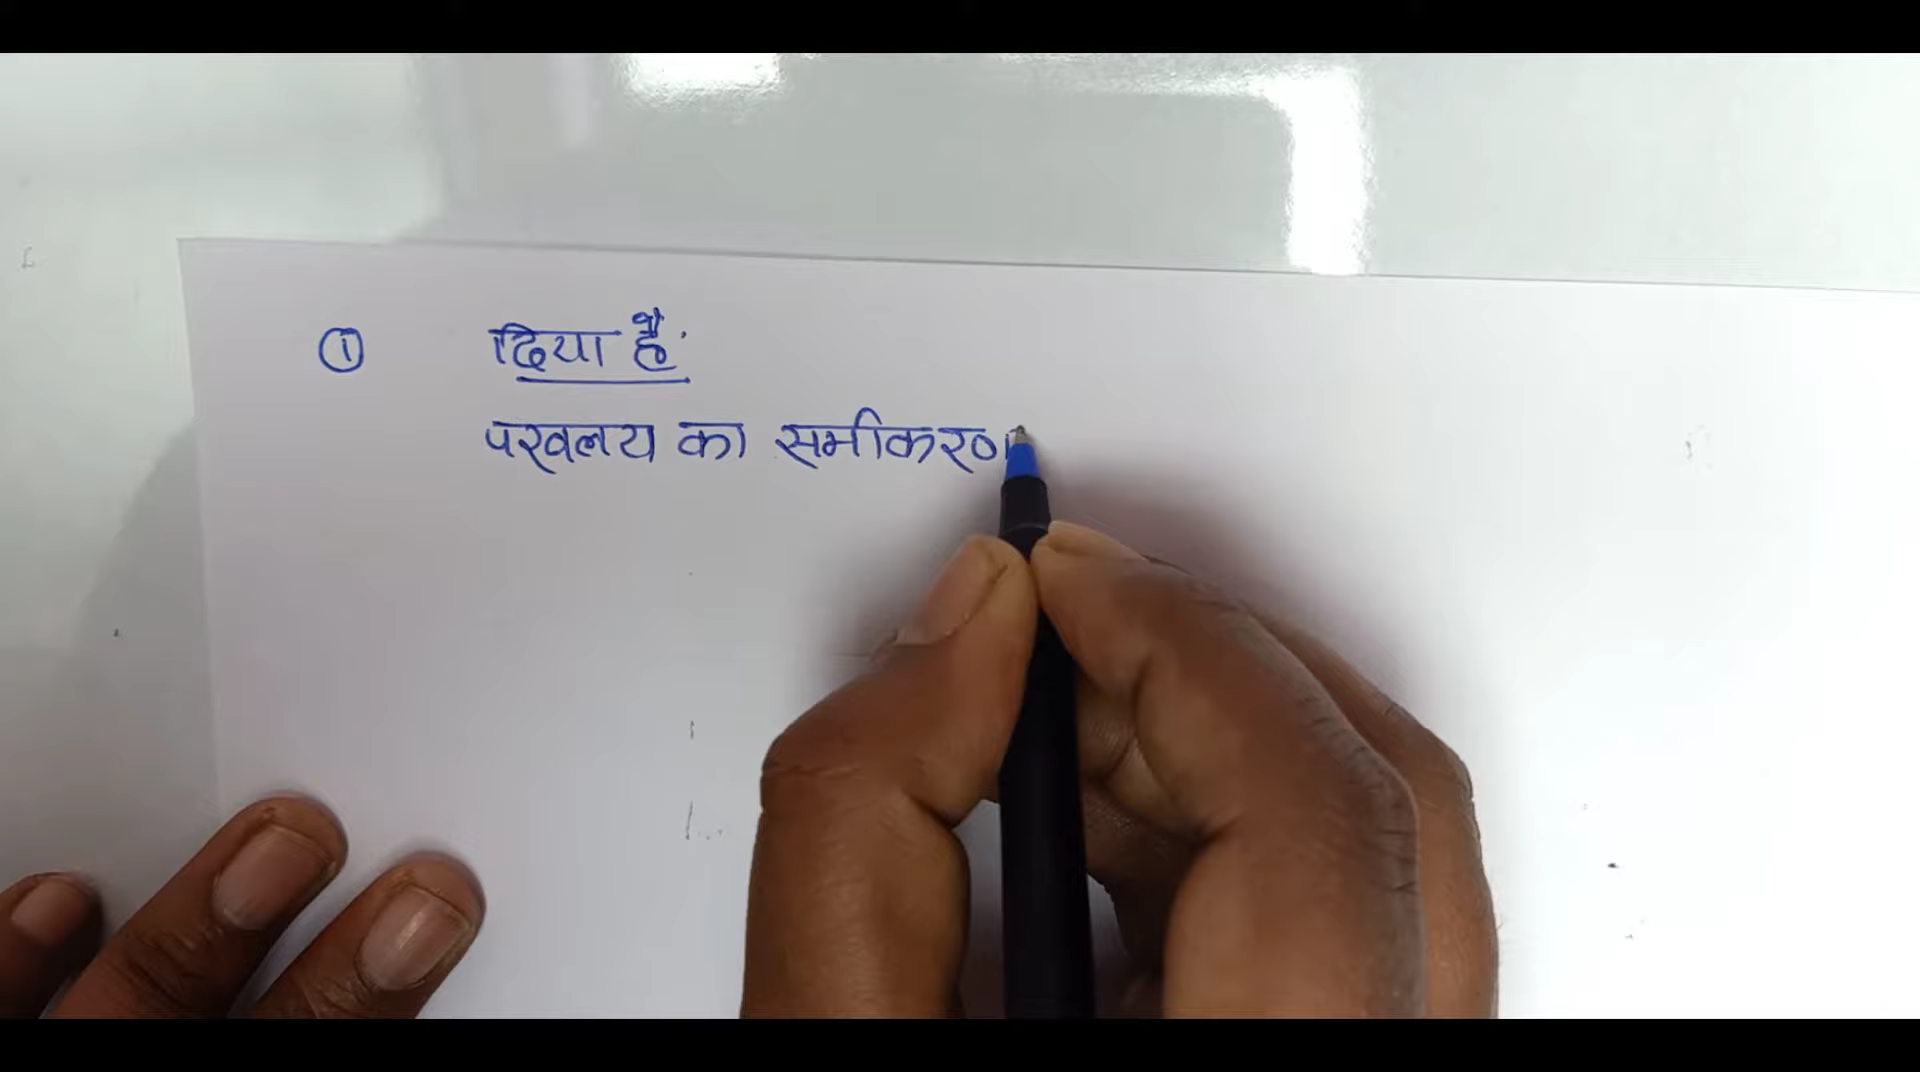 ① दिया है.
परवलय का समीकरण